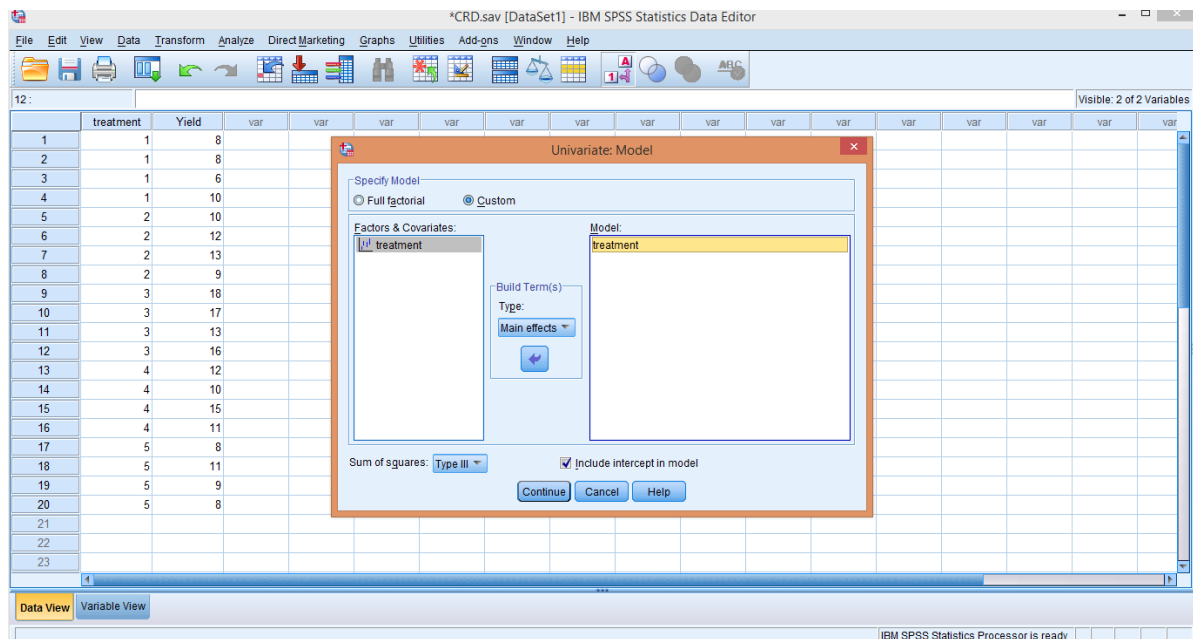 *CRD.sav [DataSet1] - IBM SPSS Statistics Data Editor
File Edit View Data Transform Analyze Direct Marketing Graphs Utilities Add-ons Window Help
A
1
ABC
12 :
Visible: 2 of 2 Variables
treatment Yield var var var var var var var var var var var var var var var
1 1 8
2 1 8
3 1 6
4 1 10
5 2 10
6 2 12
7 2 13
8 2 9
9 3 18
10 3 17
11 3 13
12 3 16
13 4 12
14 4 10
15 4 15
16 4 11
17 5 8
18 5 11
19 5 9
20 5 8
21
22
23
Univariate: Model
Specify Model
Full factorial Custom
Factors & Covariates:
treatment
Build Term(s)
Type:
Main effects
Model:
treatment
Sum of squares: Type III
Include intercept in model
Continue Cancel Help
Data View Variable View
IBM SPSS Statistics Processor is ready